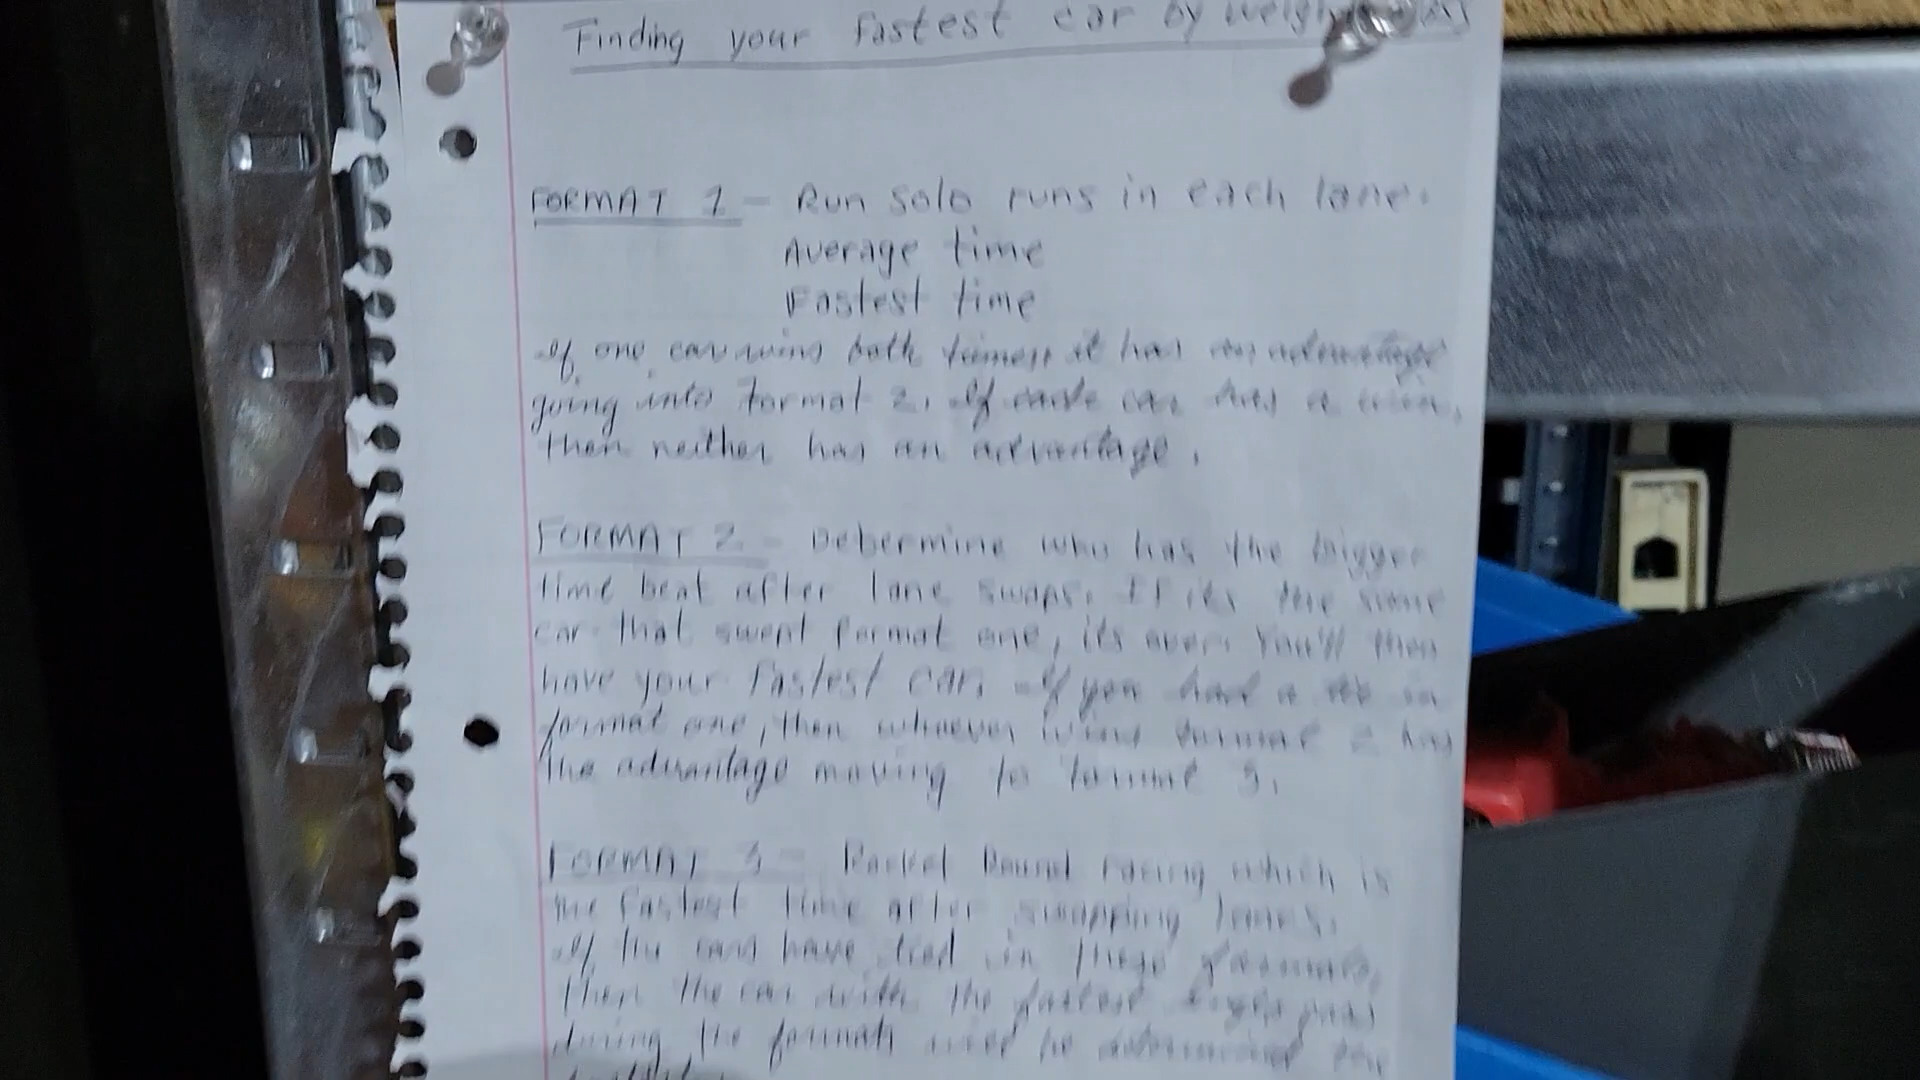 Finding your fastest car by weight
FORMAT 1 - Run solo runs in each lane.
Average time
Fastest time
If one car wins both times it has an advantage
going into format 2. If each car has a win,
then neither has an advantage.
FORMAT 2 - Determine who has the bigger
time beat after lane swaps. If its the same
car that swept format one, its over. You'll then
have your fastest car. If you had a tie in
format one, then whoever wins format 2 has
the advantage moving to format 3.
FORMAT 3 - Racing which is
the fastest time after swapping lanes.
If the cars have tied in these formats,
then the car with the fastest pass
during the formats will be determined the